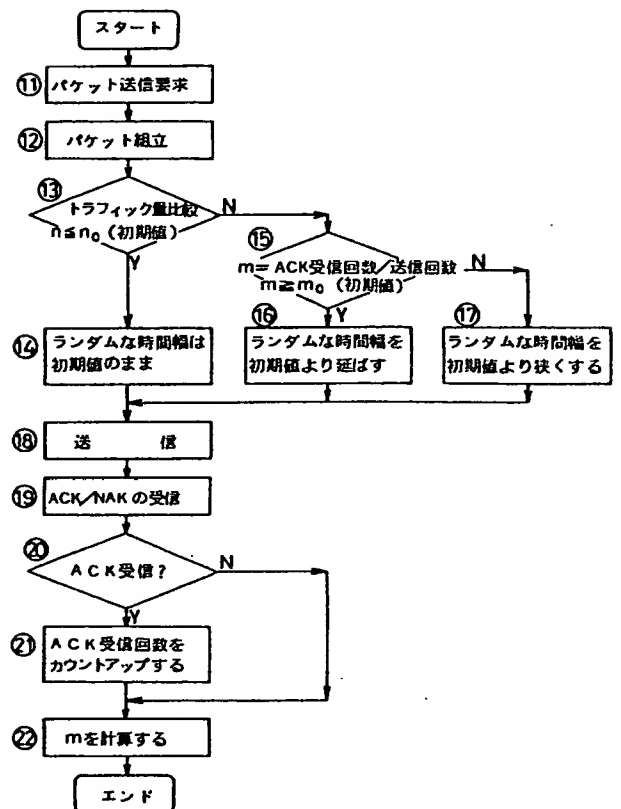 スタート
⑪ パケット送信要求
⑫ パケット組立
⑬ トラフィック量比較
n≦n₀（初期値）
N
Y
⑮ m=ACK受信回数／送信回数
m≧m₀（初期値）
N
Y
⑭ ランダムな時間幅は
初期値のまま
⑯ ランダムな時間幅を
初期値より延ばす
⑰ ランダムな時間幅を
初期値より狭くする
⑱ 送　信
⑲ ACK／NAKの受信
⑳ ACK受信？
N
Y
㉑ ACK受信回数を
カウントアップする
㉒ mを計算する
エンド